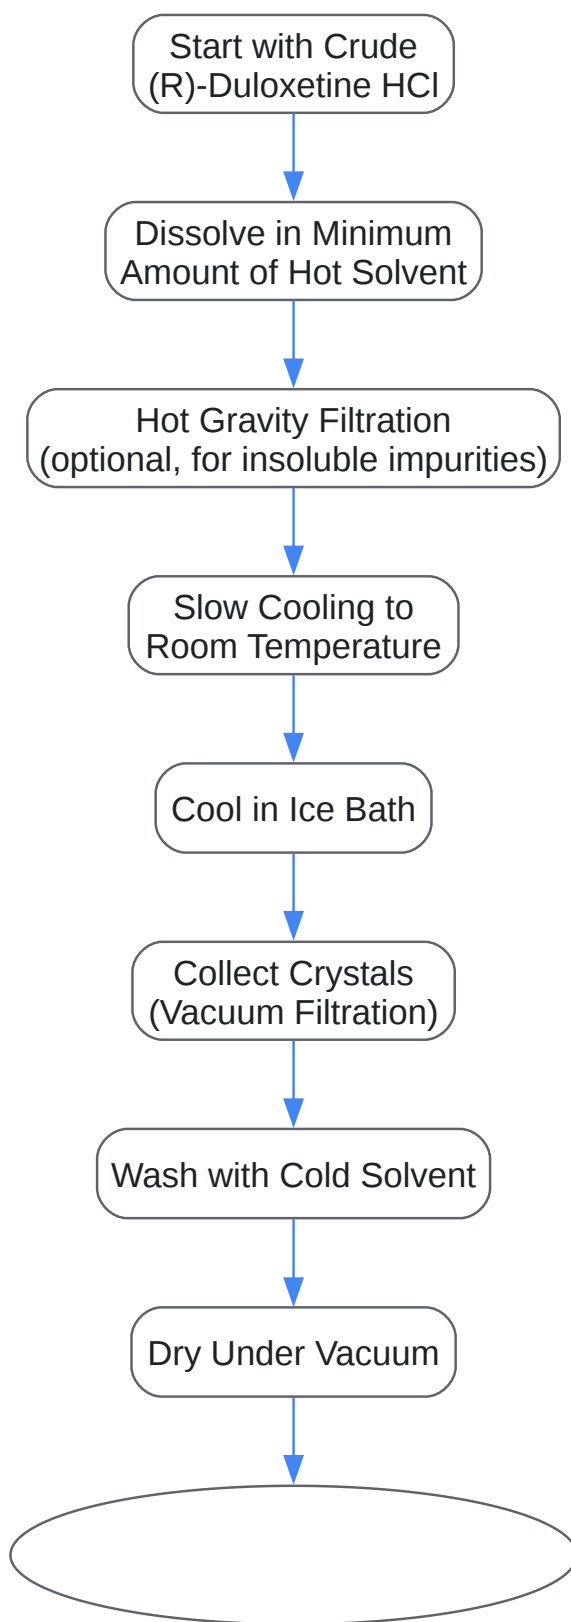 Start with Crude
(R)-Duloxetine HCl
Dissolve in Minimum
Amount of Hot Solvent
Hot Gravity Filtration
(optional, for insoluble impurities)
Slow Cooling to
Room Temperature
Cool in Ice Bath
Collect Crystals
(Vacuum Filtration)
Wash with Cold Solvent
Dry Under Vacuum